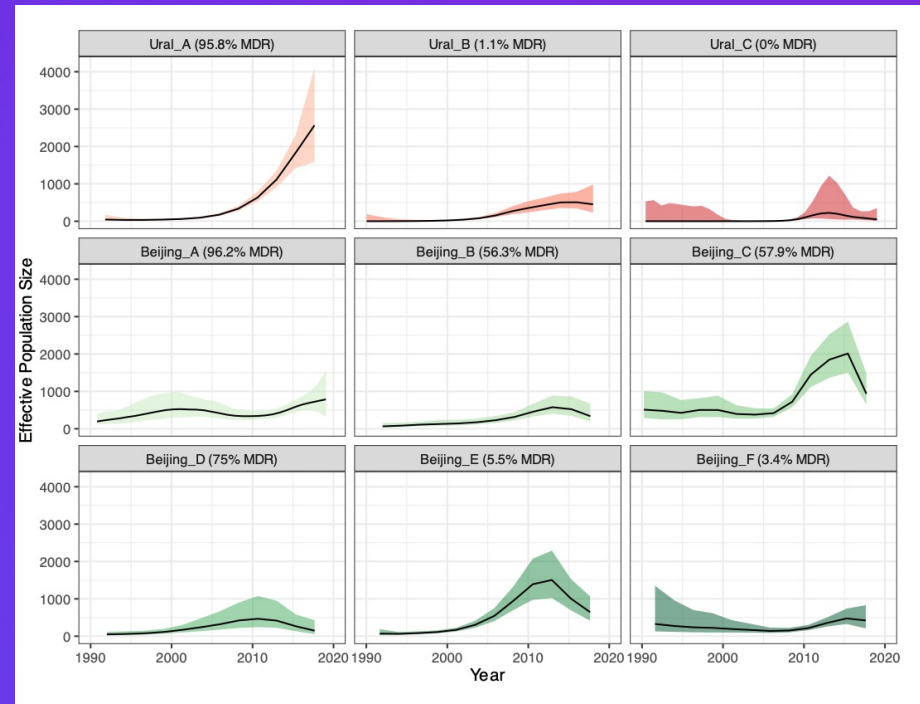 Ural_A (95.8% MDR) Ural_B (1.1% MDR) Ural_C (0% MDR)
4000
3000
2000
1000
0
Beijing_A (96.2% MDR) Beijing_B (56.3% MDR) Beijing_C (57.9% MDR)
4000
3000
2000
1000
0
Effective Population Size
Beijing_D (75% MDR) Beijing_E (5.5% MDR) Beijing_F (3.4% MDR)
4000
3000
2000
1000
0
1990 2000 2010 2020 1990 2000 2010 2020 1990 2000 2010 2020
Year